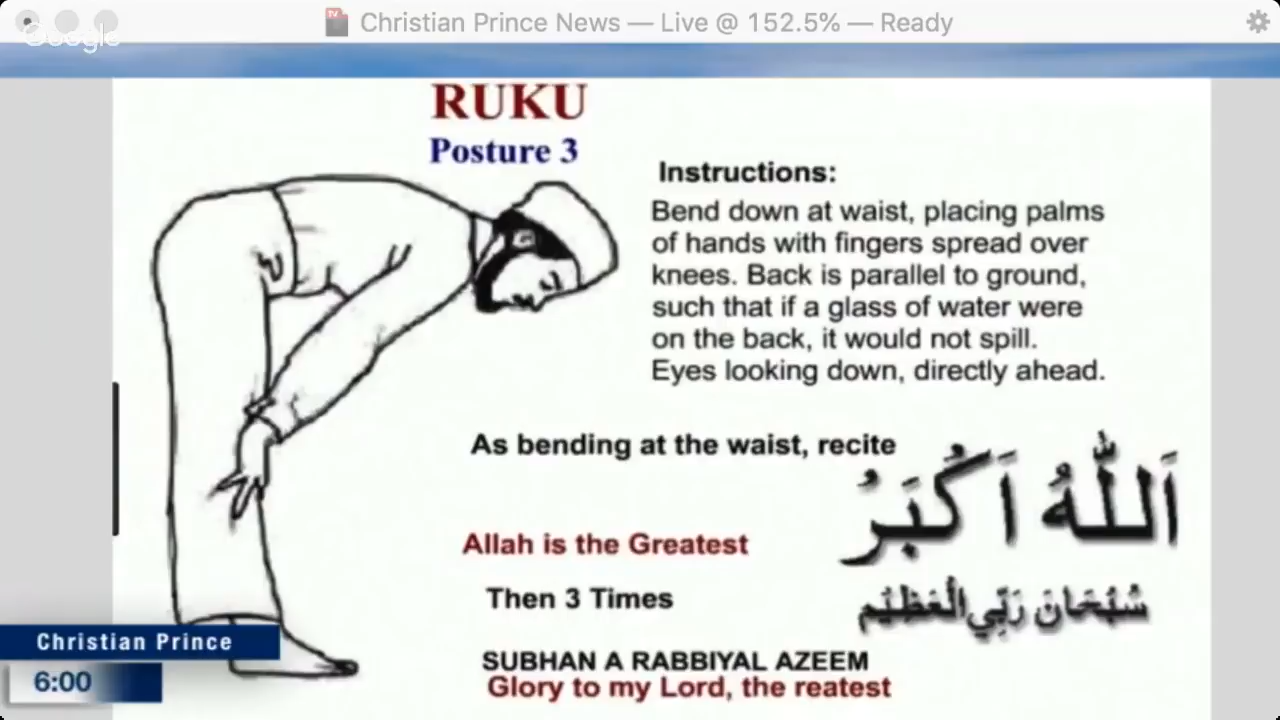 Christian Prince News — Live @ 152.5% — Ready
Google
RUKU
Posture 3
Instructions:
Bend down at waist, placing palms
of hands with fingers spread over
knees. Back is parallel to ground,
such that if a glass of water were
on the back, it would not spill.
Eyes looking down, directly ahead.
As bending at the waist, recite
اَللّٰهُ اَكْبَرُ
Allah is the Greatest
Then 3 Times
سُبْحَانَ رَبِّيَ الْعَظِيْم
SUBHAN A RABBIYAL AZEEM
Glory to my Lord, the reatest
Christian Prince
6:00